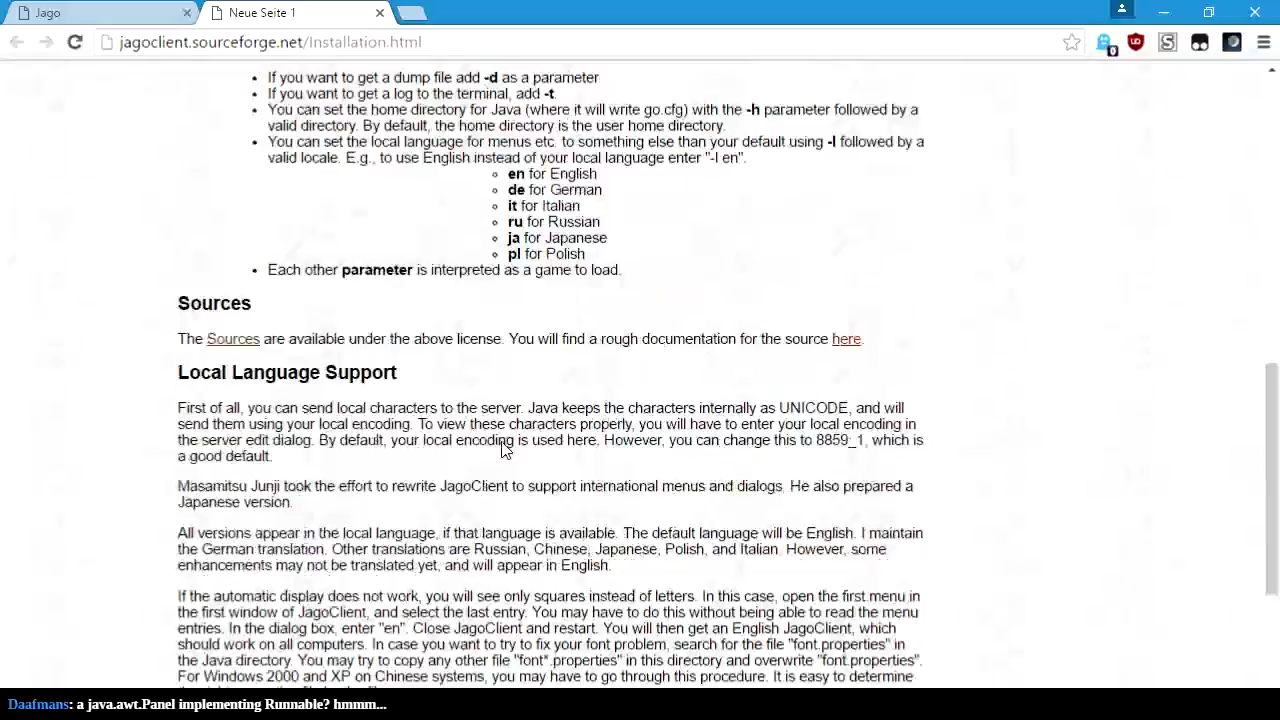 Jago
Neue Seite 1
jagoclient.sourceforge.net/Installation.html
If you want to get a dump file add -d as a parameter
If you want to get a log to the terminal, add -t.
You can set the home directory for Java (where it will write go.cfg) with the -h parameter followed by a
valid directory. By default, the home directory is the user home directory.
You can set the local language for menus etc. to something else than your default using -l followed by a
valid locale. E.g., to use English instead of your local language enter "-l en".
en for English
de for German
it for Italian
ru for Russian
ja for Japanese
pl for Polish
Each other parameter is interpreted as a game to load.
Sources
The Sources are available under the above license. You will find a rough documentation for the source here.
Local Language Support
First of all, you can send local characters to the server. Java keeps the characters internally as UNICODE, and will
send them using your local encoding. To view these characters properly, you will have to enter your local encoding in
the server edit dialog. By default, your local encoding is used here. However, you can change this to 8859_1, which is
a good default.
Masamitsu Junji took the effort to rewrite JagoClient to support international menus and dialogs. He also prepared a
Japanese version.
All versions appear in the local language, if that language is available. The default language will be English. I maintain
the German translation. Other translations are Russian, Chinese, Japanese, Polish, and Italian. However, some
enhancements may not be translated yet, and will appear in English.
If the automatic display does not work, you will see only squares instead of letters. In this case, open the first menu in
the first window of JagoClient, and select the last entry. You may have to do this without being able to read the menu
entries. In the dialog box, enter "en". Close JagoClient and restart. You will then get an English JagoClient, which
should work on all computers. In case you want to try to fix your font problem, search for the file "font.properties" in
the Java directory. You may try to copy any other file "font*.properties" in this directory and overwrite "font.properties".
For Windows 2000 and XP on Chinese systems, you may have to go through this procedure. It is easy to determine
Daafmans: a java.awt.Panel implementing Runnable? hmmm...